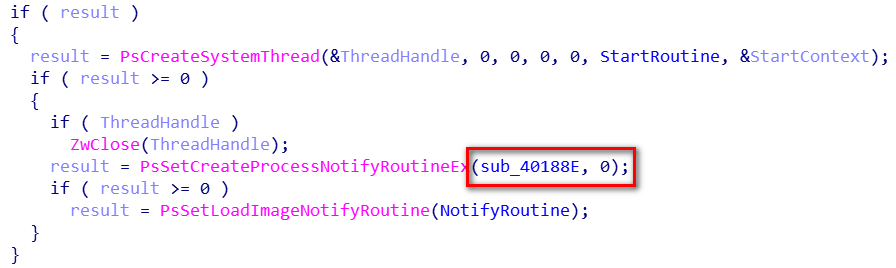 if ( result )
{
result = PsCreateSystemThread(&ThreadHandle, 0, 0, 0, 0, StartRoutine, &StartContext);
if ( result >= 0 )
{
if ( ThreadHandle )
ZwClose(ThreadHandle);
result = PsSetCreateProcessNotifyRoutineEx(sub_40188E, 0);
if ( result >= 0 )
result = PsSetLoadImageNotifyRoutine(NotifyRoutine);
}
}